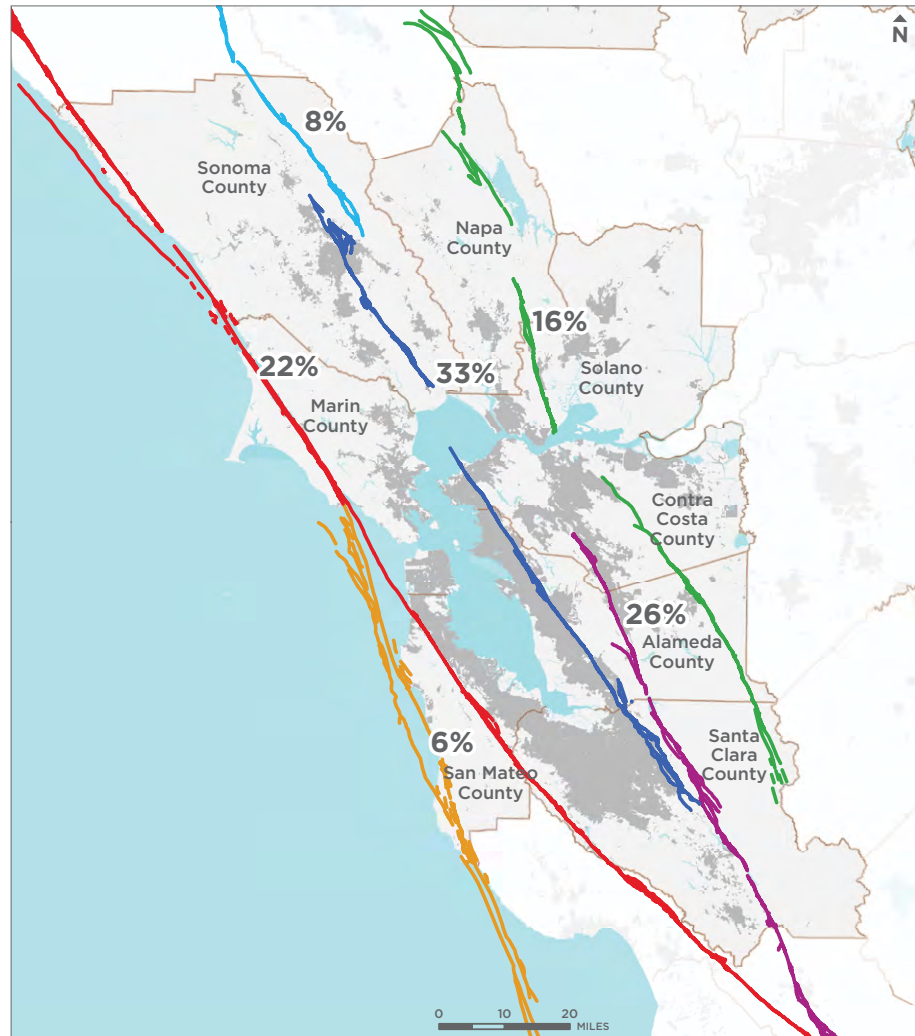 N
8%
Sonoma
County
Napa
County
16%
22%
33%
Solano
County
Marin
County
Contra
Costa
County
26%
Alameda
County
6%
San Mateo
County
Santa
Clara
County
0 10 20
MILES